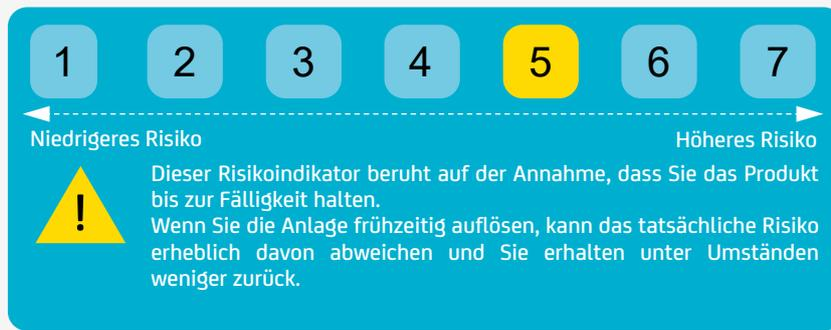 1 2 3 4 5 6 7
Niedrigeres Risiko Höheres Risiko
!
Dieser Risikoindikator beruht auf der Annahme, dass Sie das Produkt
bis zur Fälligkeit halten.
Wenn Sie die Anlage frühzeitig auflösen, kann das tatsächliche Risiko
erheblich davon abweichen und Sie erhalten unter Umständen
weniger zurück.